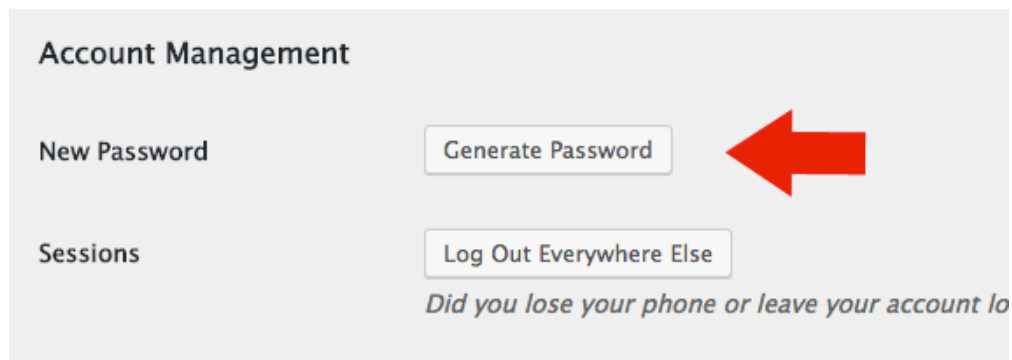 Account Management
New Password Generate Password
Sessions Log Out Everywhere Else
Did you lose your phone or leave your account